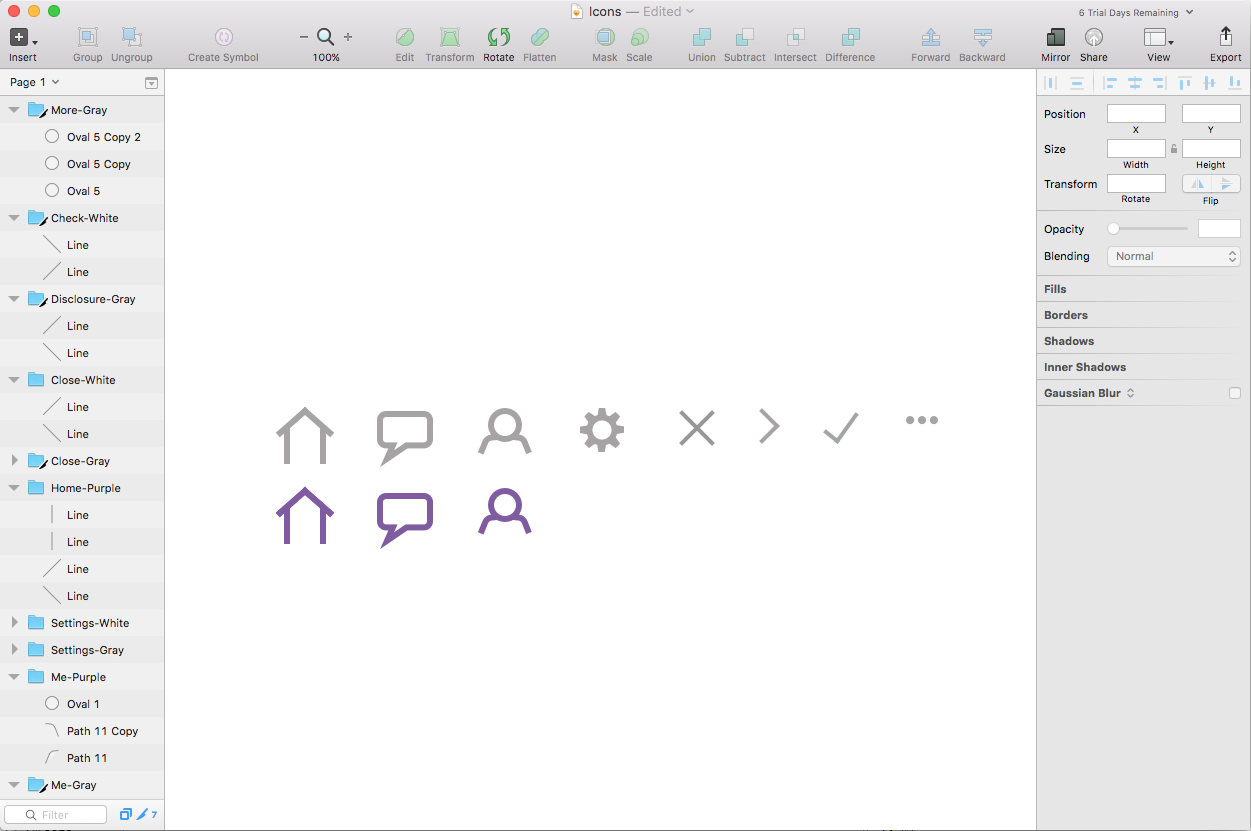 Icons — Edited
6 Trial Days Remaining
Insert
Group
Ungroup
Create Symbol
100%
Edit
Transform
Rotate
Flatten
Mask
Scale
Union
Subtract
Intersect
Difference
Forward
Backward
Mirror
Share
View
Export
Page 1
More-Gray
Oval 5 Copy 2
Oval 5 Copy
Oval 5
Check-White
Line
Line
Disclosure-Gray
Line
Line
Close-White
Line
Line
Close-Gray
Home-Purple
Line
Line
Line
Line
Settings-White
Settings-Gray
Me-Purple
Oval 1
Path 11 Copy
Path 11
Me-Gray
Filter
7
Position
X
Y
Size
Width
Height
Transform
Rotate
Flip
Opacity
Blending
Normal
Fills
Borders
Shadows
Inner Shadows
Gaussian Blur